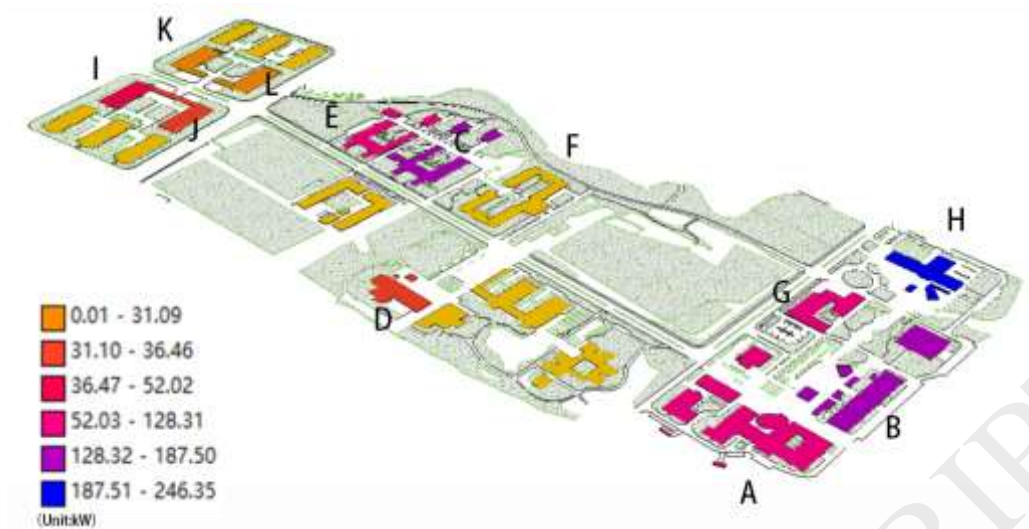 K
I
L
E
J
C
F
H
G
D
0.01 - 31.09
31.10 - 36.46
36.47 - 52.02
52.03 - 128.31
128.32 - 187.50
187.51 - 246.35
(Unit:kW)
B
A